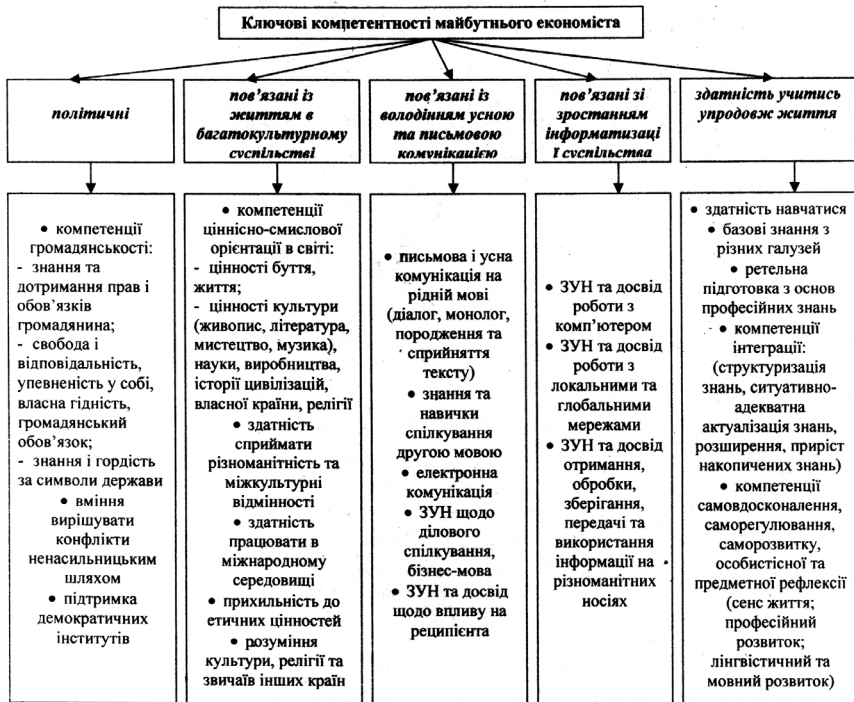 Ключові компетентності майбутнього економіста
політичні
пов’язані із
життям в
багатокультурному
суспільстві
пов’язані із
володінням усною
та письмовою
комунікацією
пов’язані зі
зростанням
інформатизаці
ї суспільства
здатність учитись
упродовж життя
• компетенції
громадянськості:
- знання та
дотримання прав і
обов’язків
громадянина;
- свобода і
відповідальність,
упевненість у собі,
власна гідність,
громадянський
обов’язок;
- знання і гордість
за символи держави
• вміння
вирішувати
конфлікти
ненасильницьким
шляхом
• підтримка
демократичних
інститутів
• компетенції
ціннісно-смислової
орієнтації в світі:
- цінності буття,
життя;
- цінності культури
(живопис, література,
мистецтво, музика),
науки, виробництва,
історії цивілізацій,
власної країни, релігії
• здатність
сприймати
різноманітність та
міжкультурні
відмінності
• здатність
працювати в
міжнародному
середовищі
• прихильність до
етичних цінностей
• розуміння
культури, релігії та
звичаїв інших країн
• письмова і усна
комунікація на
рідній мові
(діалог, монолог,
породження та
сприйняття
тексту)
• знання та
навички
спілкування
другою мовою
• електронна
комунікація
• ЗУН щодо
ділового
спілкування,
бізнес-мова
• ЗУН та досвід
щодо впливу на
реципієнта
• ЗУН та досвід
роботи з
комп’ютером
• ЗУН та досвід
роботи з
локальними та
глобальними
мережами
• ЗУН та досвід
отримання,
обробки,
зберігання,
передачі та
використання
інформації на
різноманітних
носіях
• здатність навчатися
• базові знання з
різних галузей
• ретельна
підготовка з основ
професійних знань
• компетенції
інтеграції:
(структуризація
знань, ситуативно-
адекватна
актуалізація знань,
розширення, приріст
накопичених знань)
• компетенції
самовдосконалення,
саморегулювання,
саморозвитку,
особистісної та
предметної рефлексії
(сенс життя;
професійний
розвиток;
лінгвістичний та
мовний розвиток)